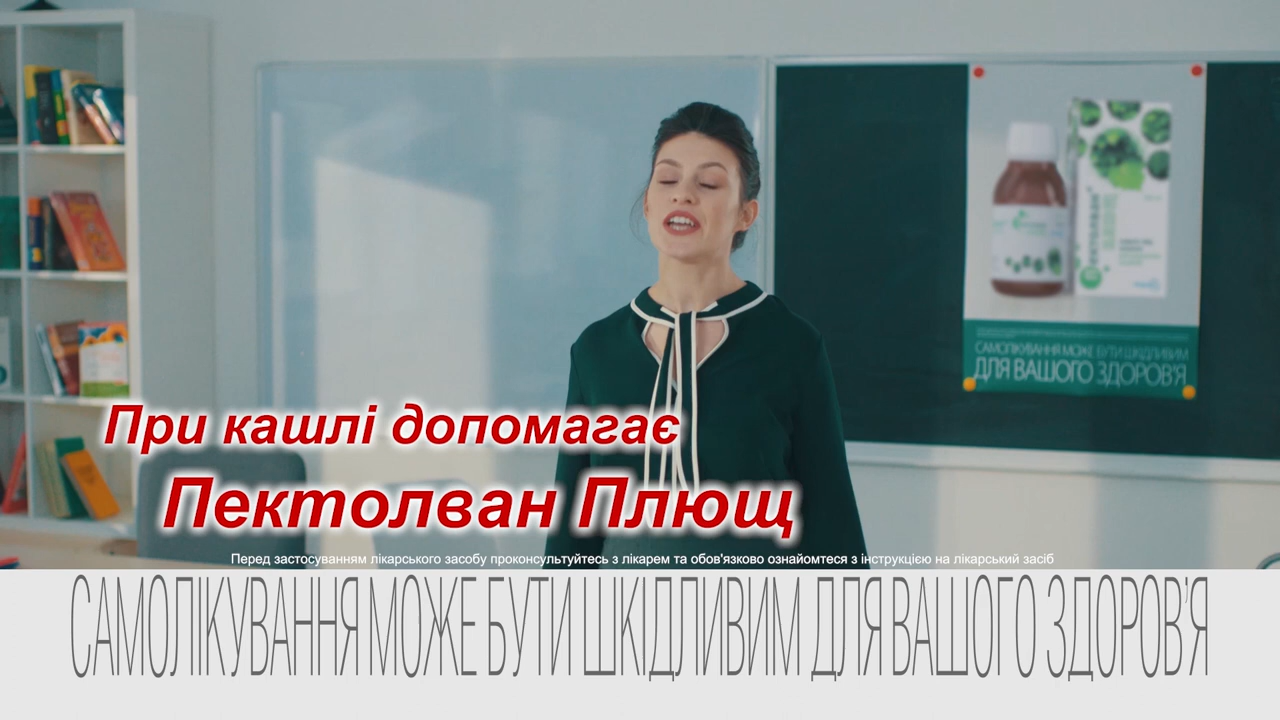 САМОЛІКУВАННЯ МОЖЕ БУТИ ШКІДЛИВИМ
ДЛЯ ВАШОГО ЗДОРОВ'Я
При кашлі допомагає
Пектолван Плющ
Перед застосуванням лікарського засобу проконсультуйтесь з лікарем та обов'язково ознайомтеся з інструкцією на лікарський засіб
САМОЛІКУВАННЯ МОЖЕ БУТИ ШКІДЛИВИМ ДЛЯ ВАШОГО ЗДОРОВ'Я